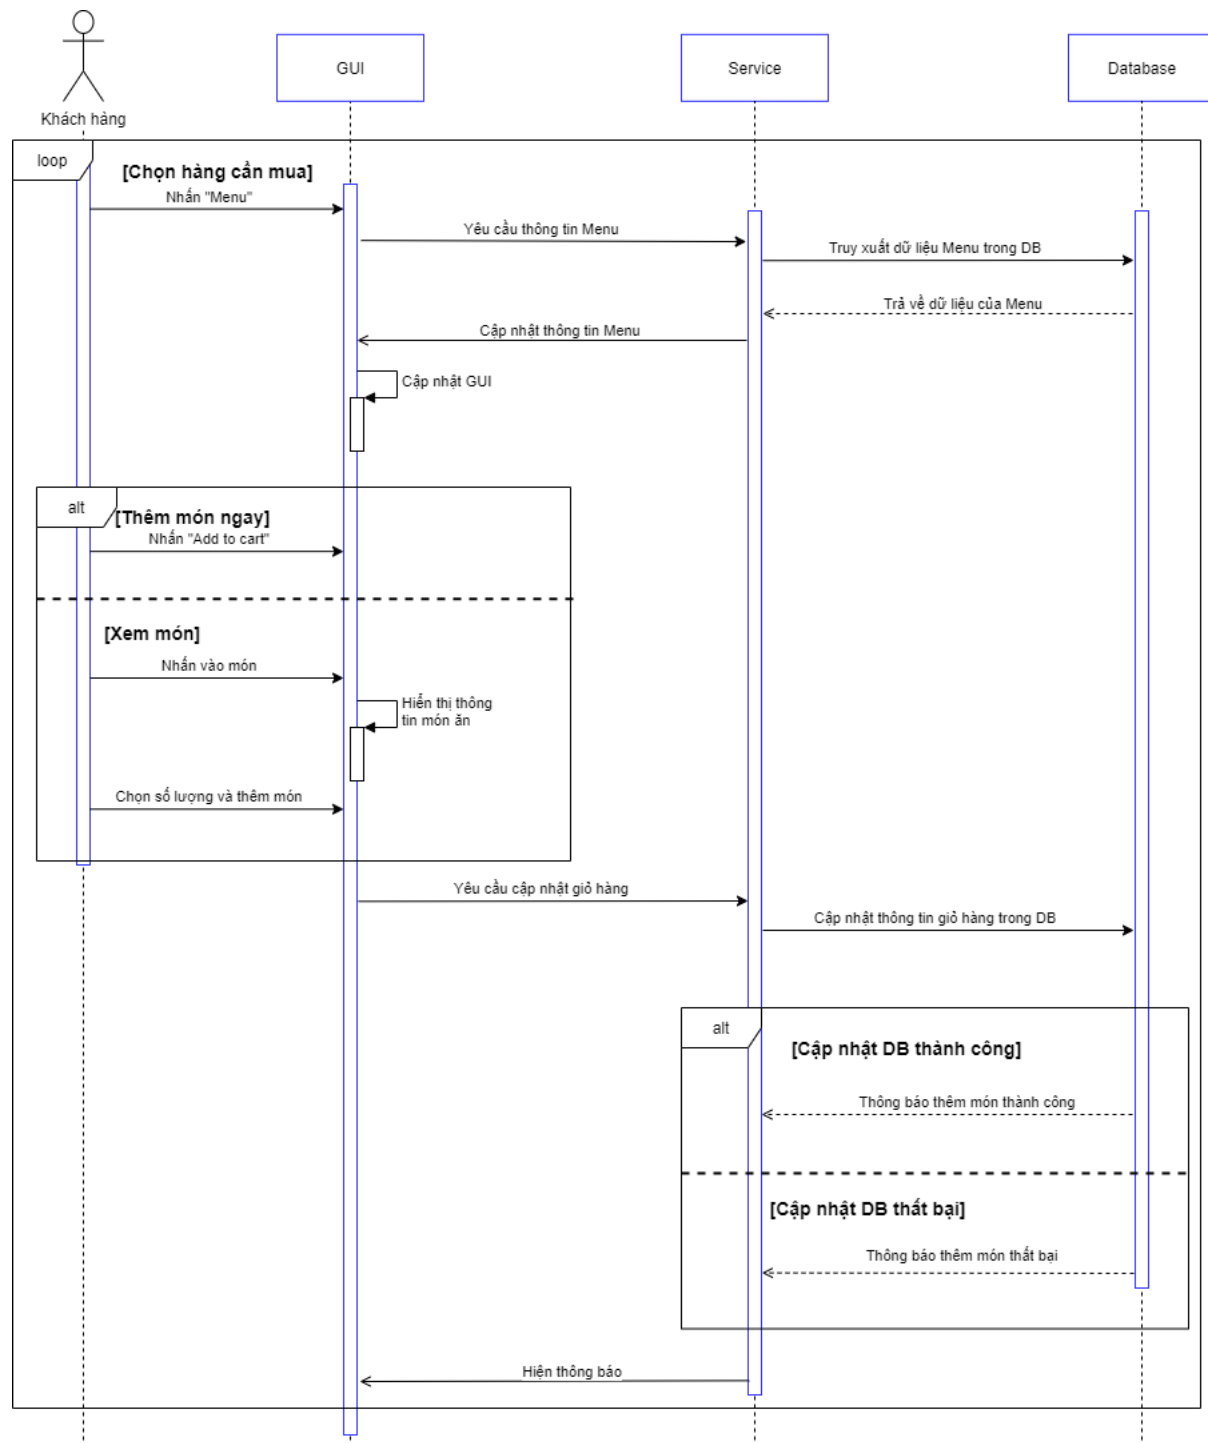 Khách hàng
GUI
Service
Database
loop
[Chọn hàng cần mua]
Nhấn "Menu"
Yêu cầu thông tin Menu
Truy xuất dữ liệu Menu trong DB
Trả về dữ liệu của Menu
Cập nhật thông tin Menu
Cập nhật GUI
alt
[Thêm món ngay]
Nhấn "Add to cart"
[Xem món]
Nhấn vào món
Hiển thị thông
tin món ăn
Chọn số lượng và thêm món
Yêu cầu cập nhật giỏ hàng
Cập nhật thông tin giỏ hàng trong DB
alt
[Cập nhật DB thành công]
Thông báo thêm món thành công
[Cập nhật DB thất bại]
Thông báo thêm món thất bại
Hiện thông báo